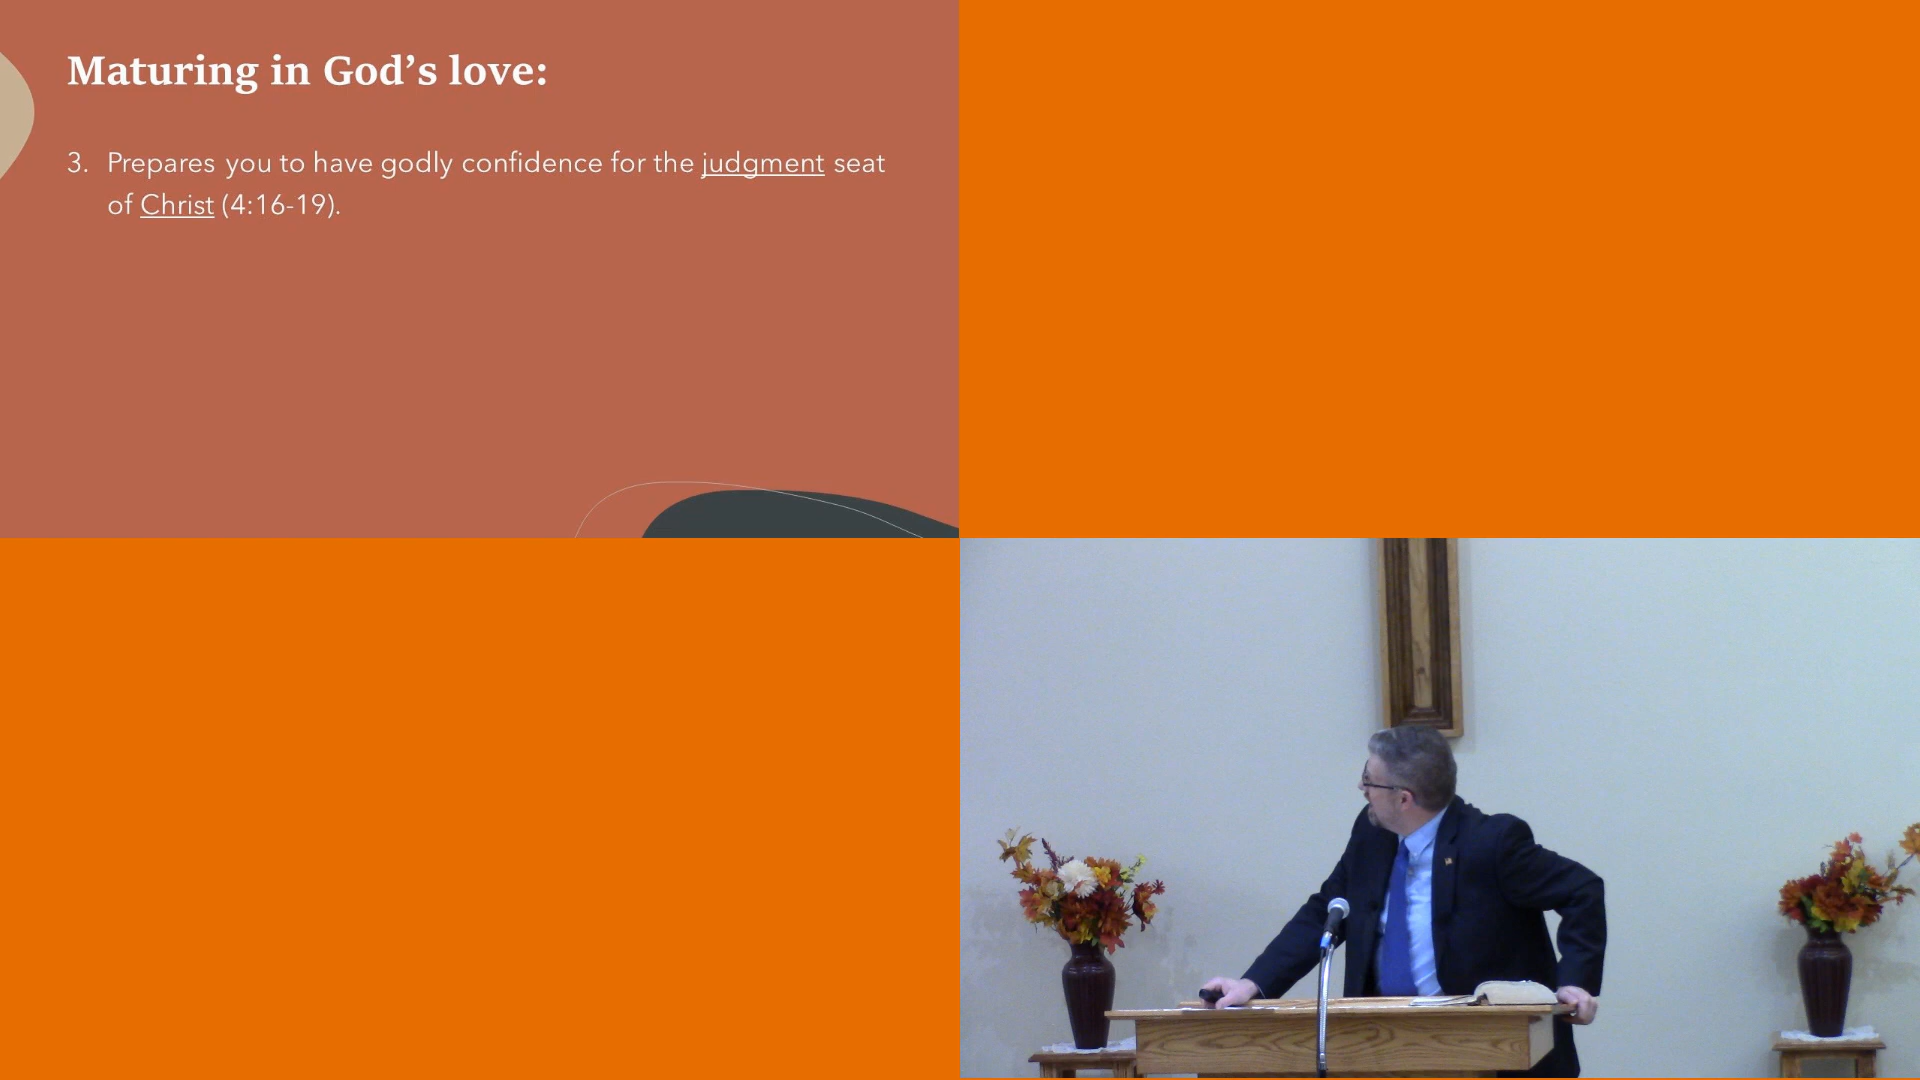 Maturing in God’s love:
3. Prepares you to have godly confidence for the judgment seat
of Christ (4:16-19).